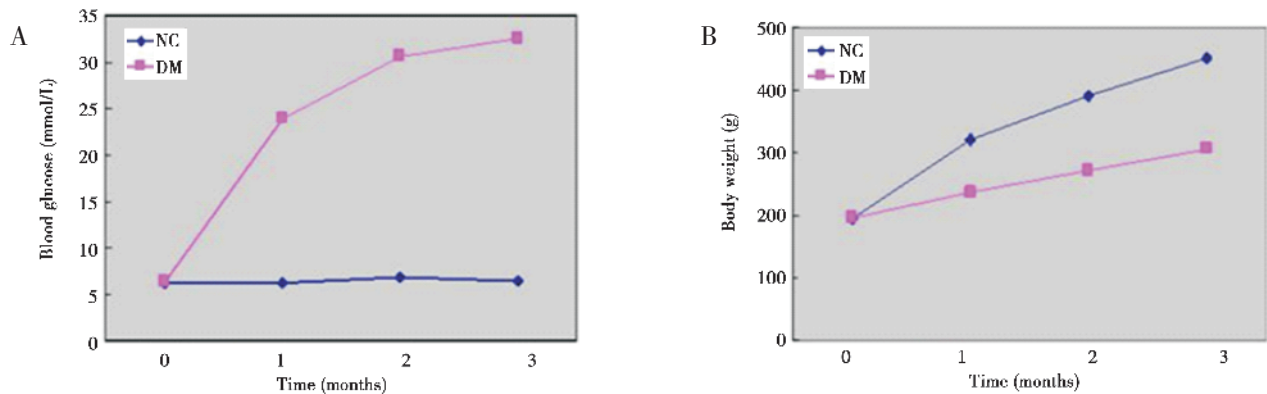 A
Blood glucose (mmol/L)
35
30
25
20
15
10
5
0
NC
DM
0 1 2 3
Time (months)
B
Body weight (g)
500
400
300
200
100
0
NC
DM
0 1 2 3
Time (months)